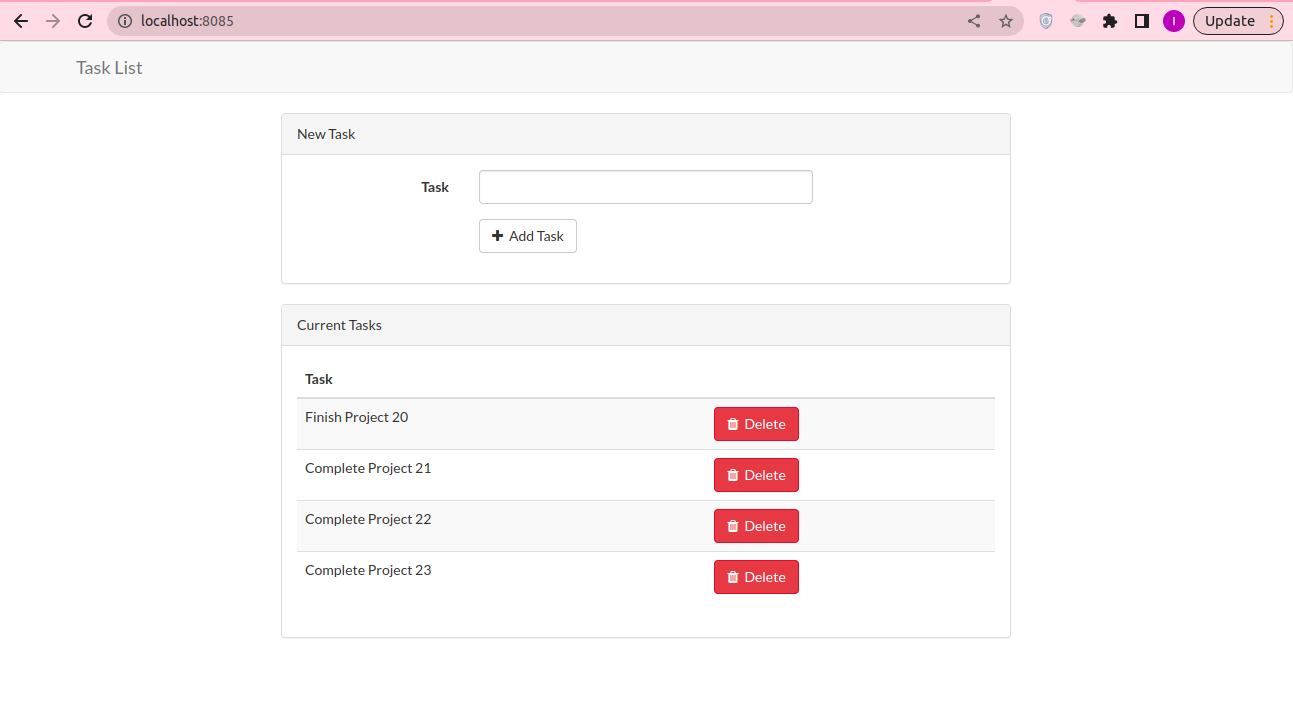 localhost:8085
I
Update
Task List
New Task
Task
Add Task
Current Tasks
Task
Finish Project 20 Delete
Complete Project 21 Delete
Complete Project 22 Delete
Complete Project 23 Delete